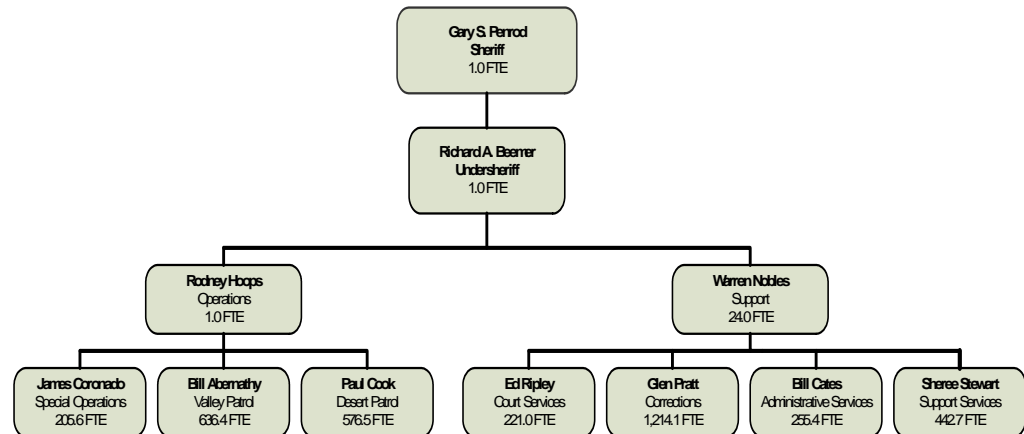 Gary S. Penrod
Sheriff
1.0 FTE
Richard A. Beemer
Undersheriff
1.0 FTE
Rodney Hoops
Operations
1.0 FTE
Warren Nobles
Support
24.0 FTE
James Coronado
Special Operations
205.6 FTE
Bill Abernathy
Valley Patrol
636.4 FTE
Paul Cook
Desert Patrol
576.5 FTE
Ed Ripley
Court Services
221.0 FTE
Glen Pratt
Corrections
1,214.1 FTE
Bill Cates
Administrative Services
255.4 FTE
Sheree Stewart
Support Services
442.7 FTE